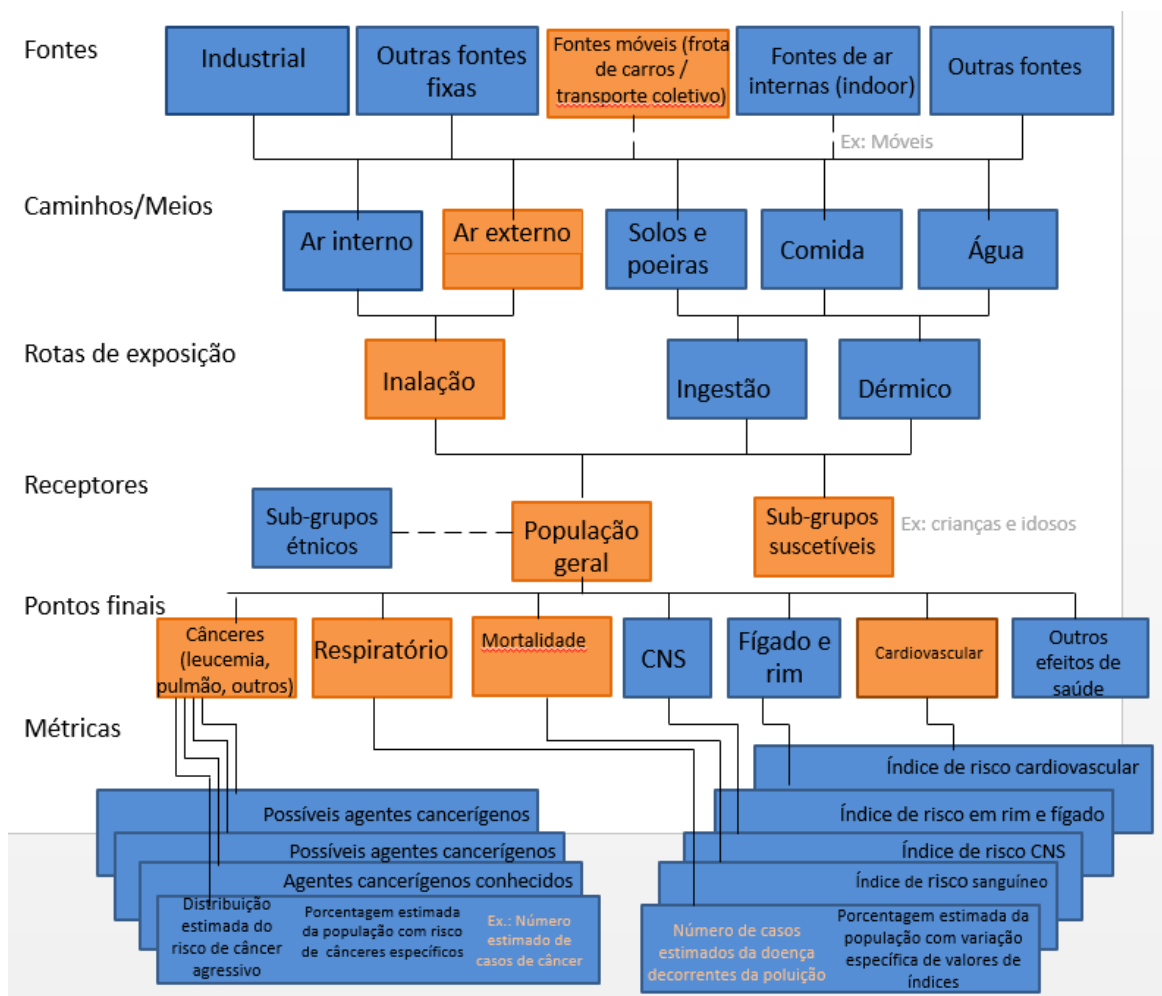 Fontes
Industrial
Outras fontes
fixas
Fontes móveis (frota
de carros /
transporte coletivo)
Fontes de ar
internas (indoor)
Outras fontes
Ex: Móveis
Caminhos/Meios
Ar interno
Ar externo
Solos e
poeiras
Comida
Água
Rotas de exposição
Inalação
Ingestão
Dérmico
Receptores
Sub-grupos
étnicos
População
geral
Sub-grupos
suscetíveis
Ex: crianças e idosos
Pontos finais
Cânceres
(leucemia,
pulmão, outros)
Respiratório
Mortalidade
CNS
Fígado e
rim
Cardiovascular
Outros
efeitos de
saúde
Métricas
Possíveis agentes cancerígenos
Possíveis agentes cancerígenos
Agentes cancerígenos conhecidos
Distribuição
estimada do
risco de câncer
agressivo
Porcentagem estimada
da população com risco
de cânceres específicos
Ex.: Número
estimado de
casos de câncer
Índice de risco cardiovascular
Índice de risco em rim e fígado
Índice de risco CNS
Índice de risco sanguíneo
Número de casos
estimados da doença
decorrentes da poluição
Porcentagem estimada da
população com variação
específica de valores de
índices